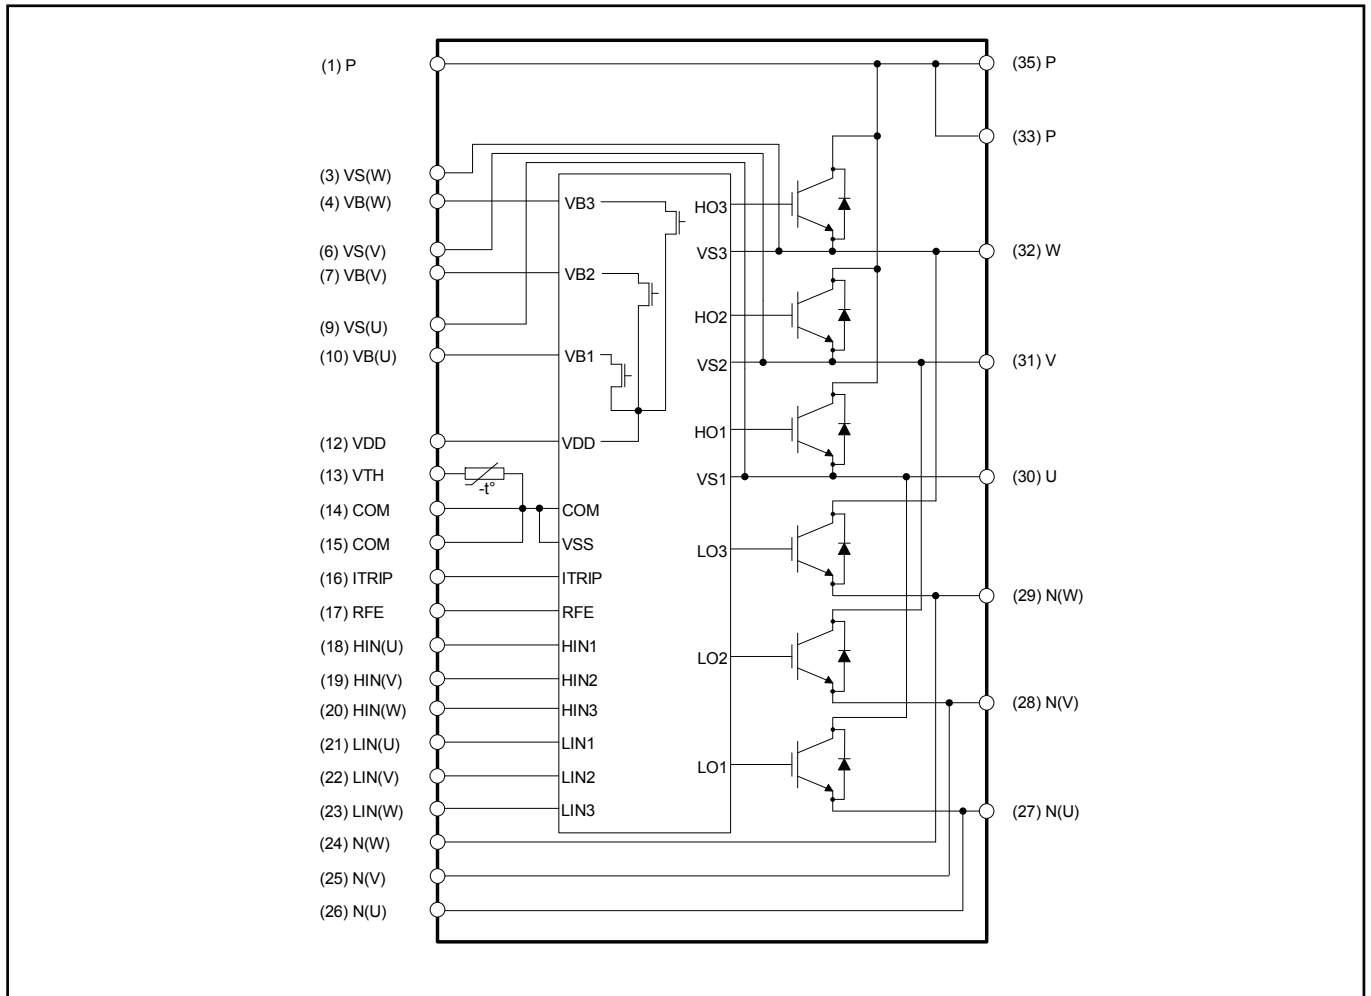 (1) P
(3) VS(W)
(4) VB(W)
(6) VS(V)
(7) VB(V)
(9) VS(U)
(10) VB(U)
(12) VDD
(13) VTH
(14) COM
(15) COM
(16) ITRIP
(17) RFE
(18) HIN(U)
(19) HIN(V)
(20) HIN(W)
(21) LIN(U)
(22) LIN(V)
(23) LIN(W)
(24) N(W)
(25) N(V)
(26) N(U)
-t°
VB3
VB2
VB1
VDD
COM
VSS
ITRIP
RFE
HIN1
HIN2
HIN3
LIN1
LIN2
LIN3
HO3
VS3
HO2
VS2
HO1
VS1
LO3
LO2
LO1
(35) P
(33) P
(32) W
(31) V
(30) U
(29) N(W)
(28) N(V)
(27) N(U)